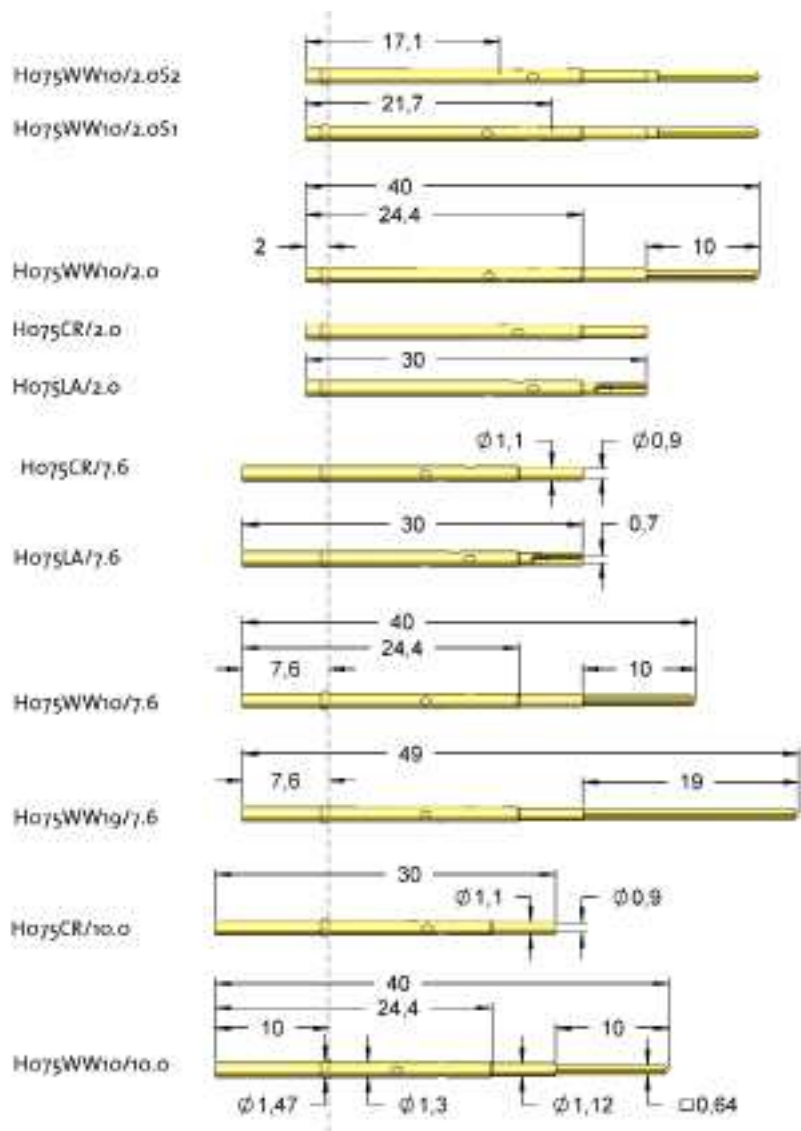 17,1
H075WW10/2.0S2
21,7
H075WW10/2.0S1
40
24,4
2 10
H075WW10/2.0
H075CR/2.0
30
H075LA/2.0
Ø1,1 Ø0,9
H075CR/7.6
30 0,7
H075LA/7.6
40
24,4
7,6 10
H075WW10/7.6
49
7,6 19
H075WW19/7.6
30
Ø1,1 Ø0,9
H075CR/10.0
40
24,4
10 10
H075WW10/10.0
Ø1,47 Ø1,3 Ø1,12 □0,64